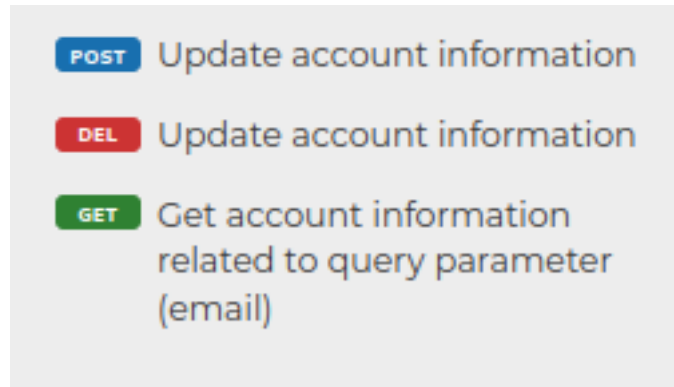 POST Update account information
DEL Update account information
GET Get account information
related to query parameter
(email)